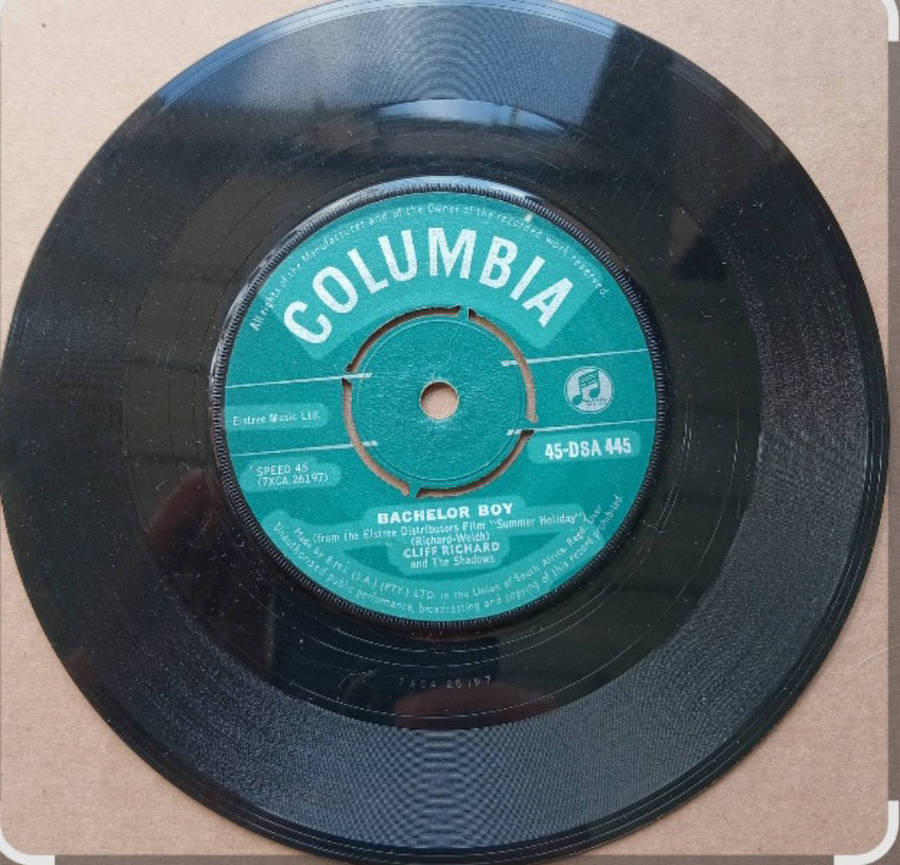 All rights of the Manufacturer and of the Owner of the recorded work reserved.
COLUMBIA
Elstree Music Ltd.
45-DSA 445
SPEED 45
(7XCA 26197)
BACHELOR BOY
(from the Elstree Distributors Film "Summer Holiday")
(Richard-Welch)
CLIFF RICHARD
and The Shadows
Made by E.M.I. (S.A.) (PTY.) LTD. in the Union of South Africa. Regd. User
Unauthorised public performance, broadcasting and copying of this record prohibited
7XCA 26197